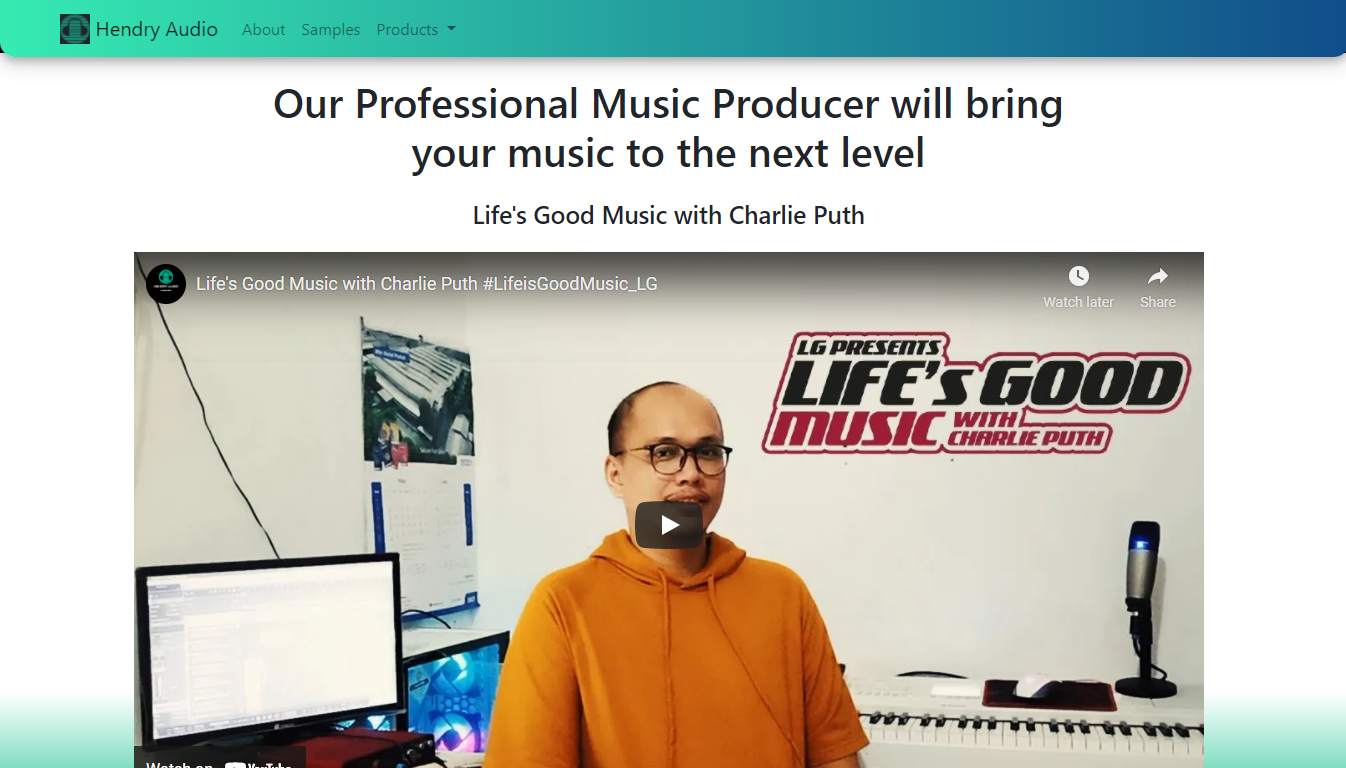 Hendry Audio
About
Samples
Products
Our Professional Music Producer will bring
your music to the next level
Life's Good Music with Charlie Puth
Life's Good Music with Charlie Puth #LifeisGoodMusic_LG
Watch later
Share
LG PRESENTS
LIFE's GOOD
MUSIC WITH
CHARLIE PUTH
Watch on YouTube